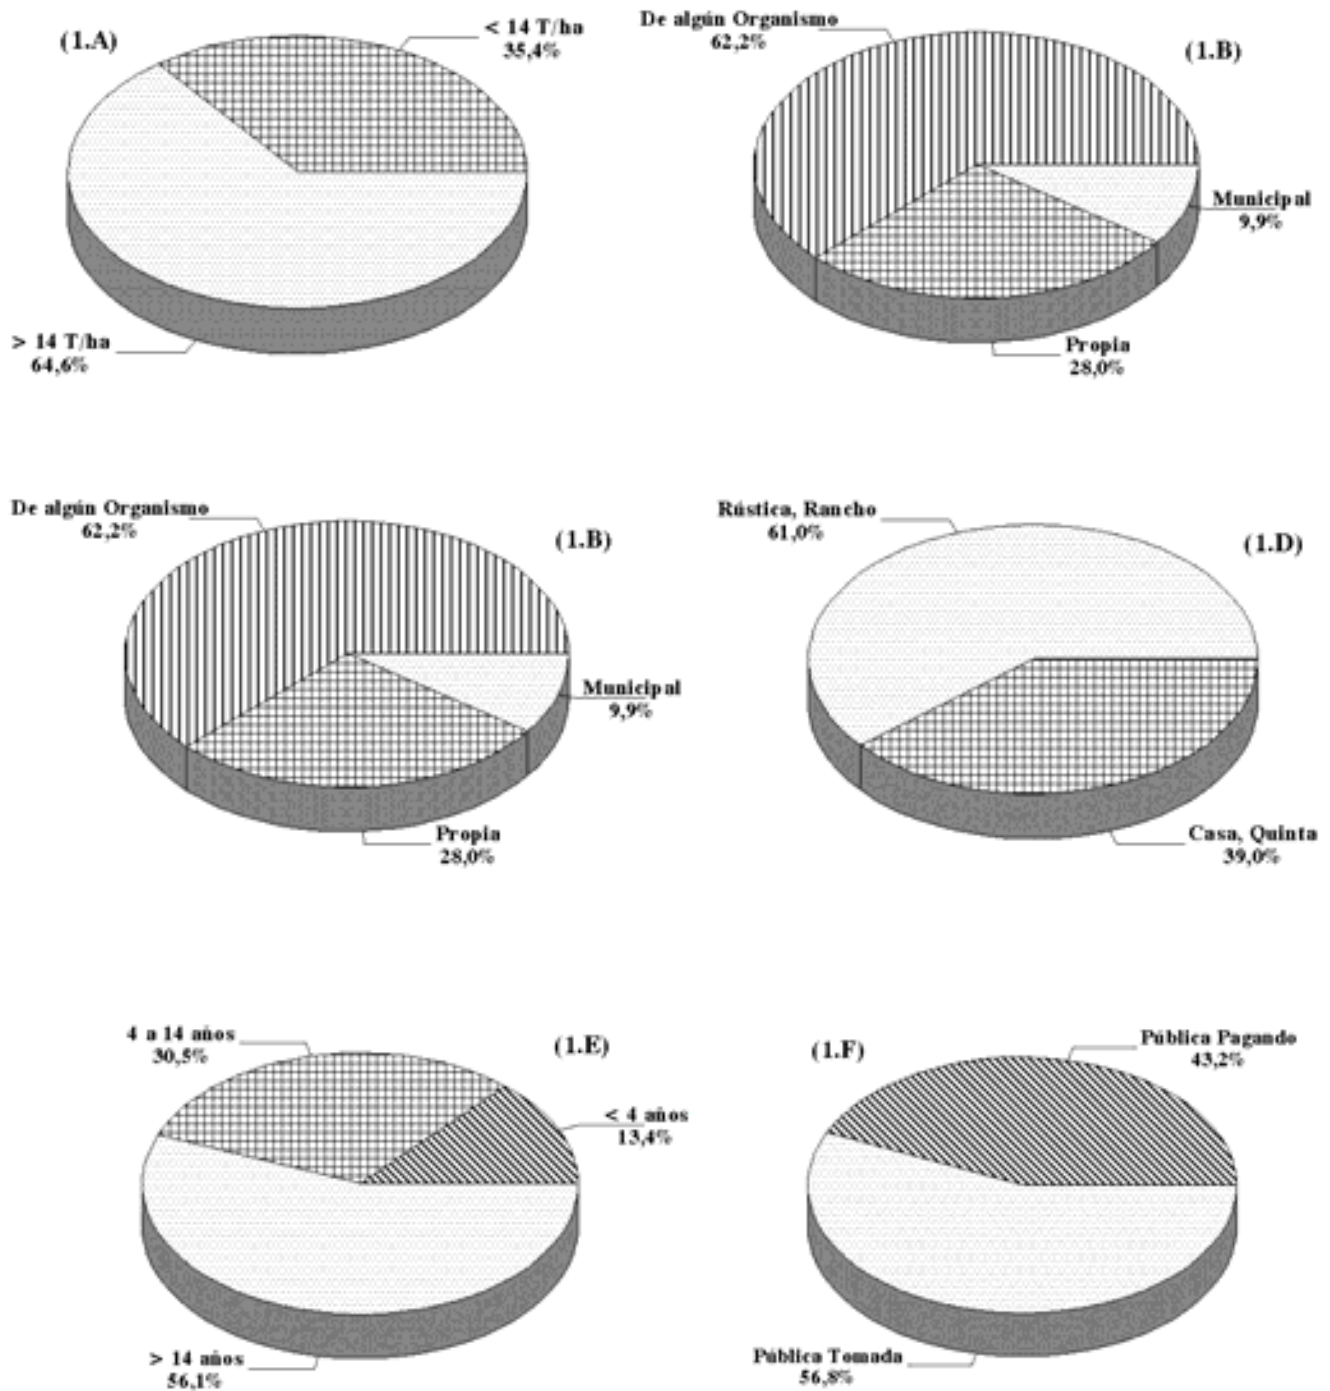 (1.A)
< 14 T/ha
35,4%
> 14 T/ha
64,6%
De algún Organismo
62,2%
(1.B)
Municipal
9,9%
Propia
28,0%
De algún Organismo
62,2%
(1.B)
Municipal
9,9%
Propia
28,0%
Rústica, Rancho
61,0%
(1.D)
Casa, Quinta
39,0%
4 a 14 años
30,5%
(1.E)
< 4 años
13,4%
> 14 años
56,1%
(1.F)
Pública Pagando
43,2%
Pública Tomada
56,8%